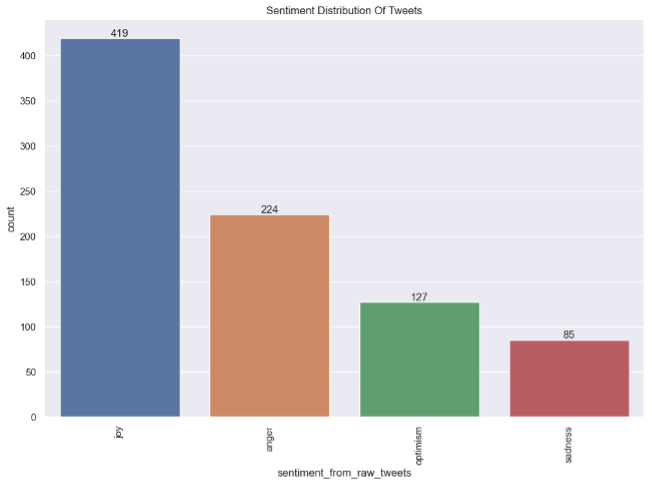 Sentiment Distribution Of Tweets
419
400
350
300
250
224
200
150
127
100
85
50
0
count
joy
anger
optimism
sadness
sentiment_from_raw_tweets